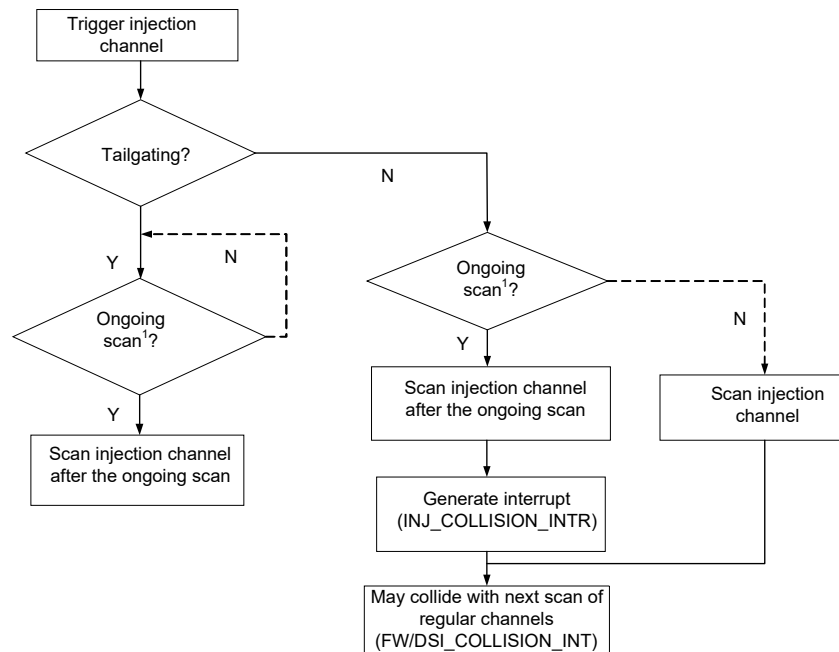 Trigger injection
channel
Tailgating?
N
Y
N
Ongoing
scan¹?
Y
Scan injection channel
after the ongoing scan
Ongoing
scan¹?
N
Y
Scan injection channel
after the ongoing scan
Scan injection
channel
Generate interrupt
(INJ_COLLISION_INTR)
May collide with next scan of
regular channels
(FW/DSI_COLLISION_INT)